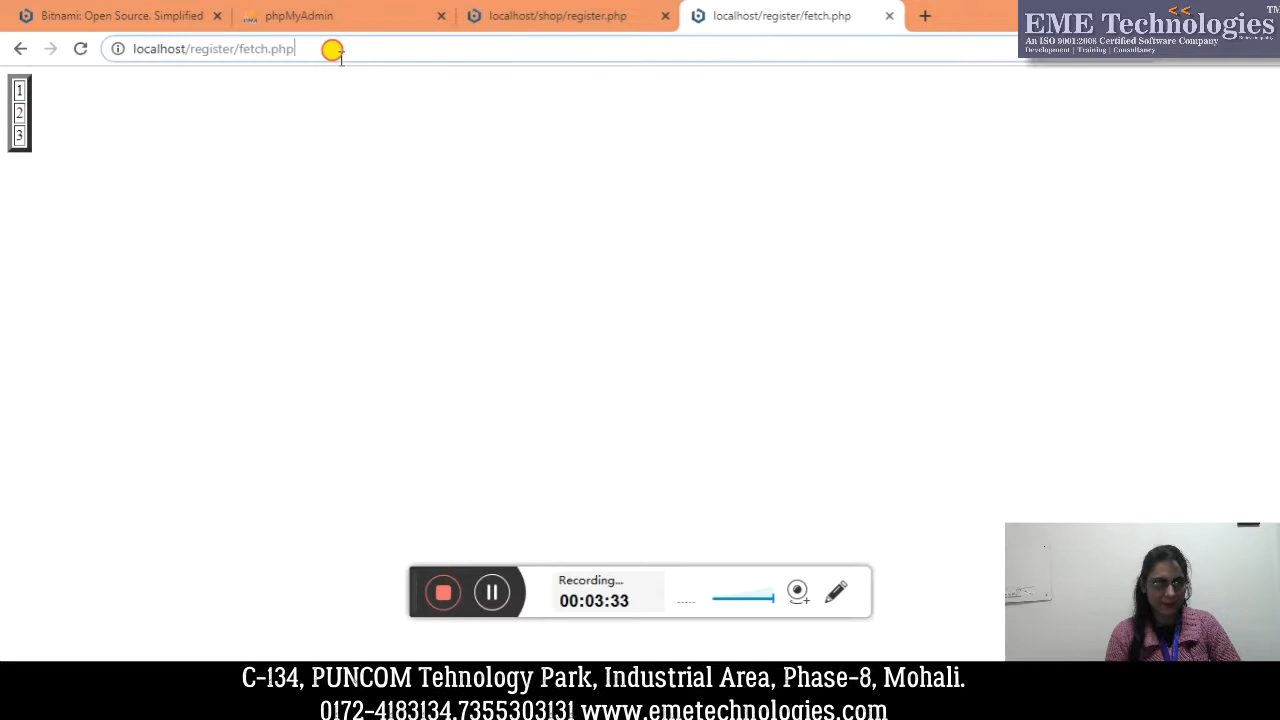 Bitnami: Open Source. Simplified
phpMyAdmin
localhost/shop/register.php
localhost/register/fetch.php
localhost/register/fetch.php
EME Technologies
TM
An ISO 9001:2008 Certified Software Company
Development | Training | Consultancy
1
2
3
Recording...
00:03:33
C-134, PUNCOM Tehnology Park, Industrial Area, Phase-8, Mohali.
0172-4183134,7355303131 www.emetechnologies.com